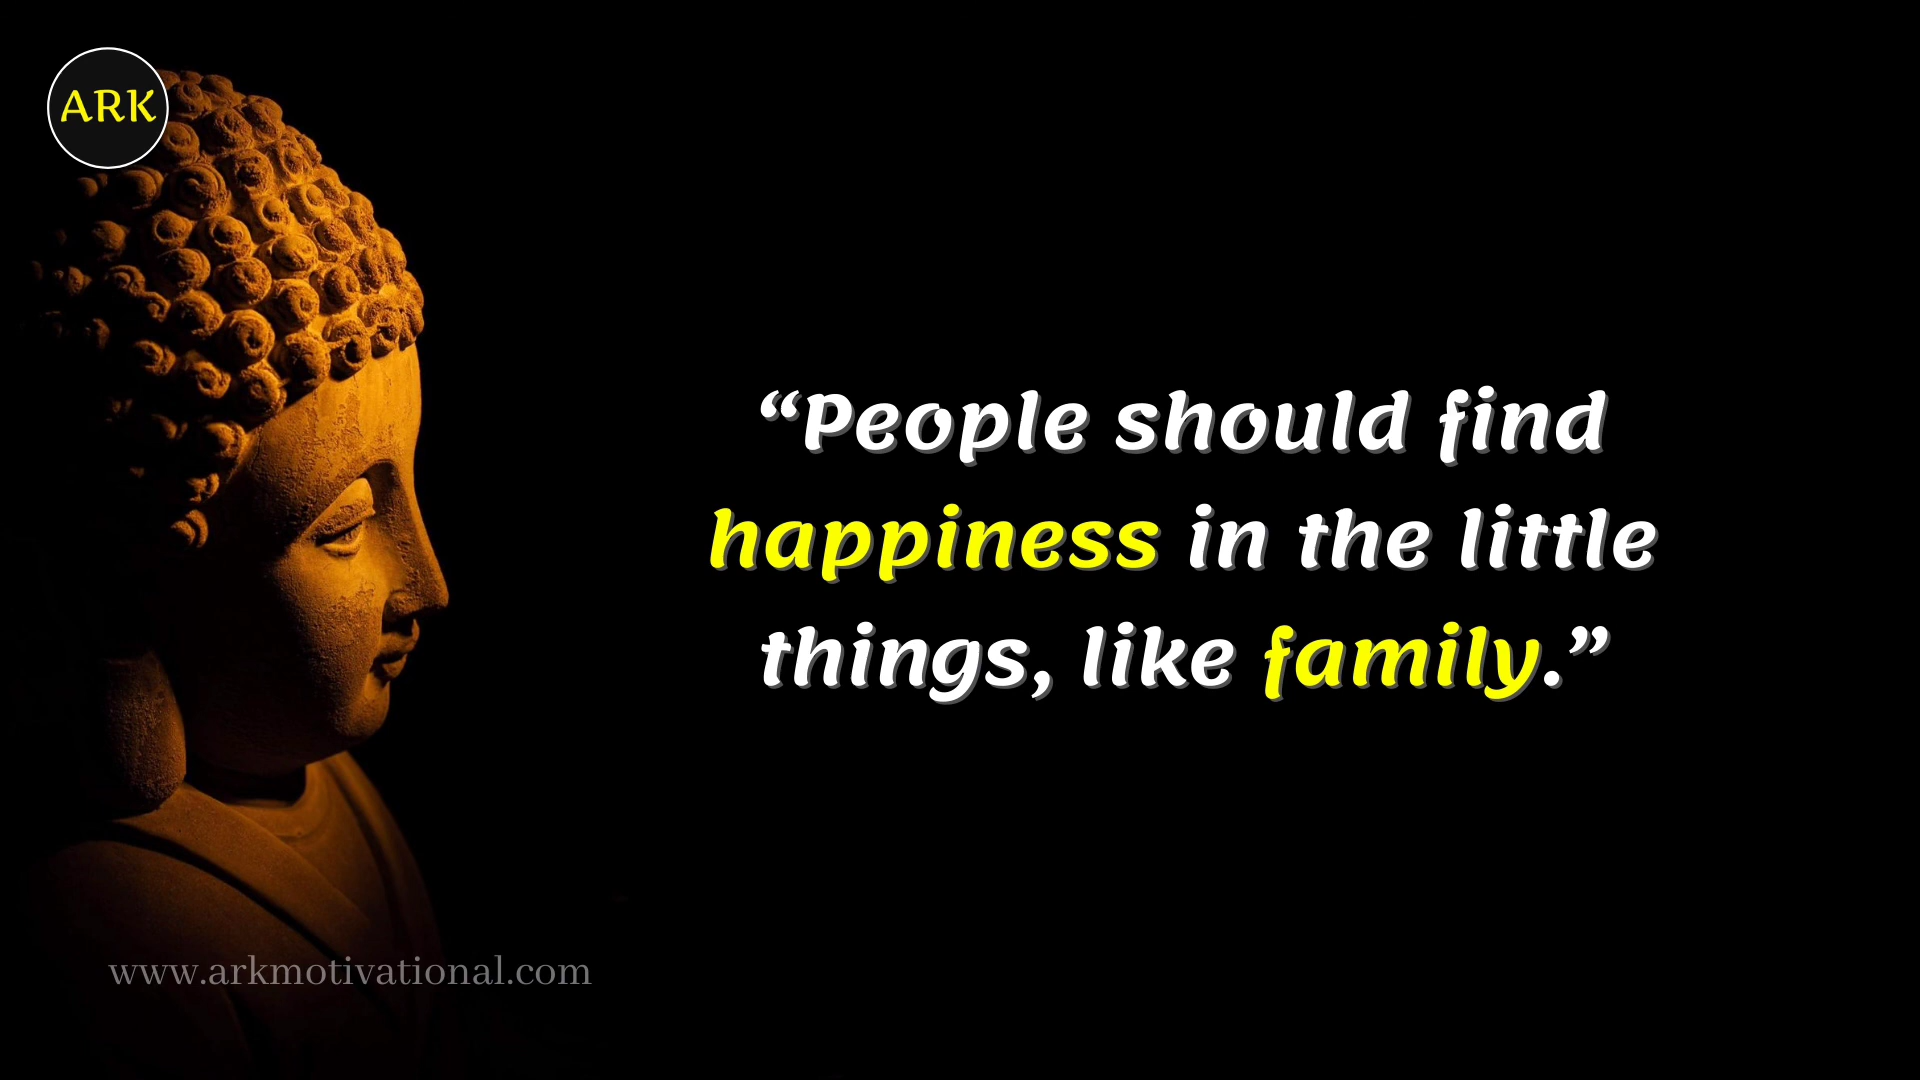 ARK
“People should find
happiness in the little
things, like family.”
www.arkmotivational.com